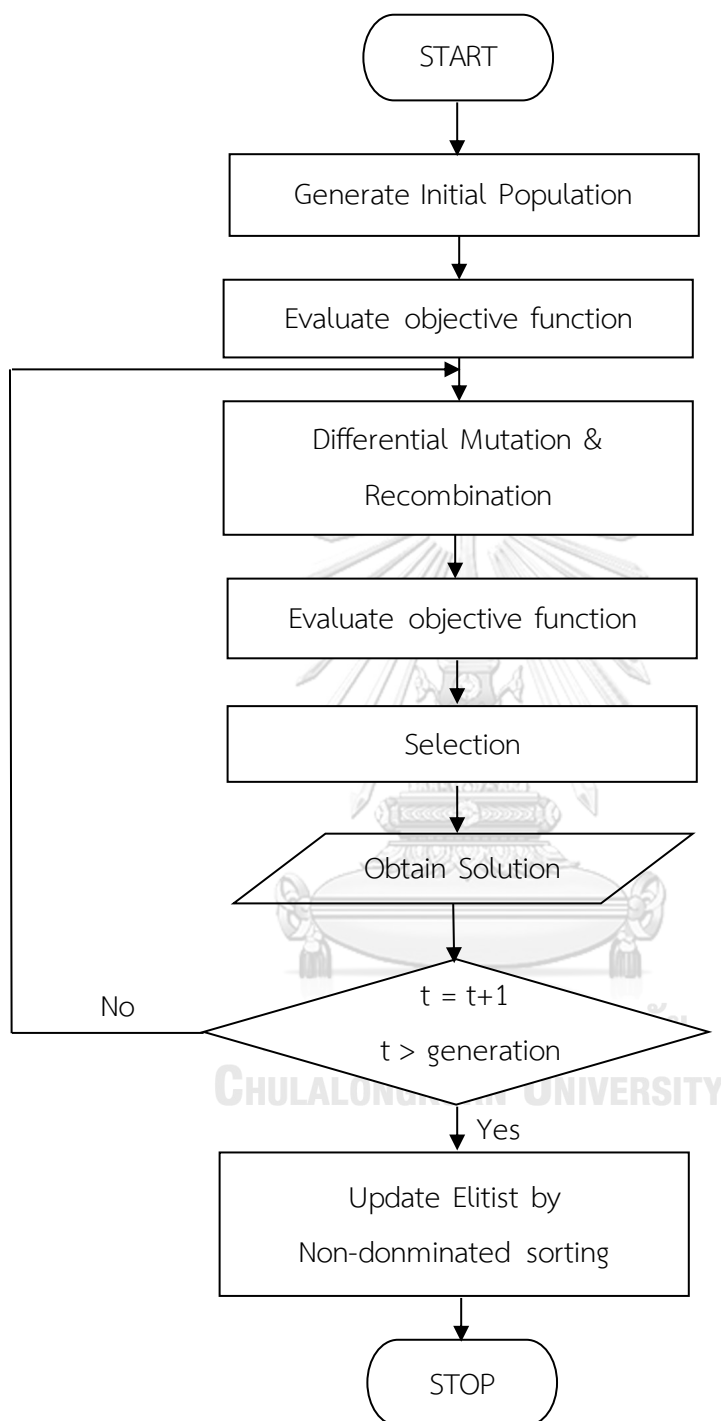 START
Generate Initial Population
Evaluate objective function
Differential Mutation &
Recombination
Evaluate objective function
Selection
Obtain Solution
t = t+1
t > generation
No
CHULALONGKORN UNIVERSITY
Yes
Update Elitist by
Non-donminated sorting
STOP